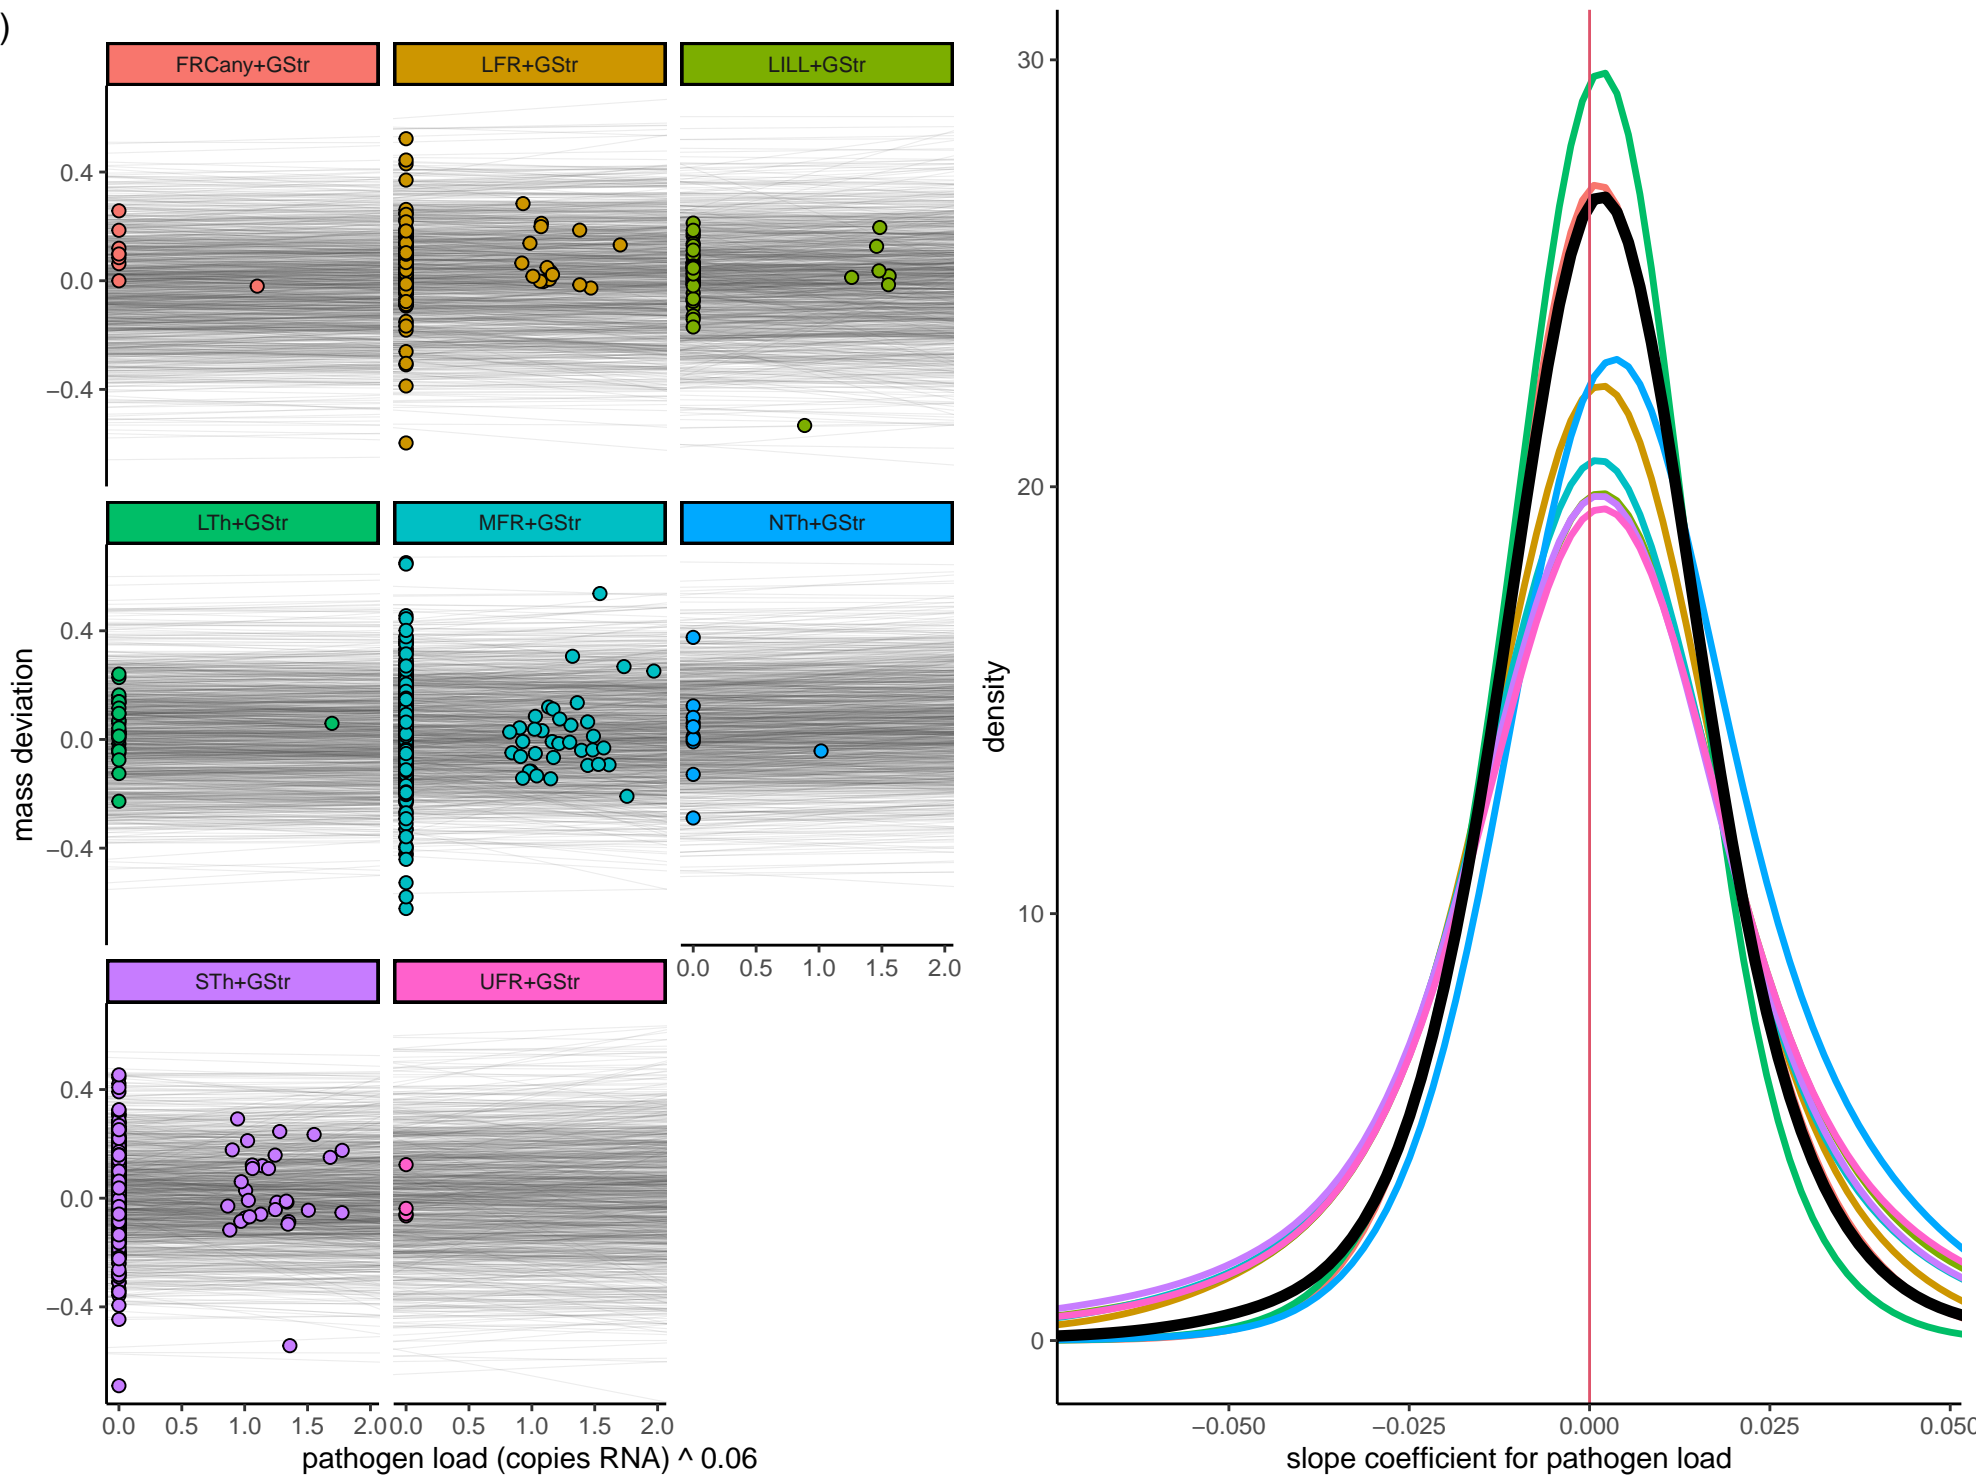 )
FRCany+GStr LFR+GStr LILL+GStr
0.4
0.0
−0.4
LTh+GStr MFR+GStr NTh+GStr
0.4
0.0
−0.4
0.0 0.5 1.0 1.5 2.0
STh+GStr UFR+GStr
0.4
0.0
−0.4
0.0 0.5 1.0 1.5 2.0 0.0 0.5 1.0 1.5 2.0
mass deviation
pathogen load (copies RNA) ^ 0.06
30
20
10
0
density
−0.050 −0.025 0.000 0.025 0.050
slope coefficient for pathogen load